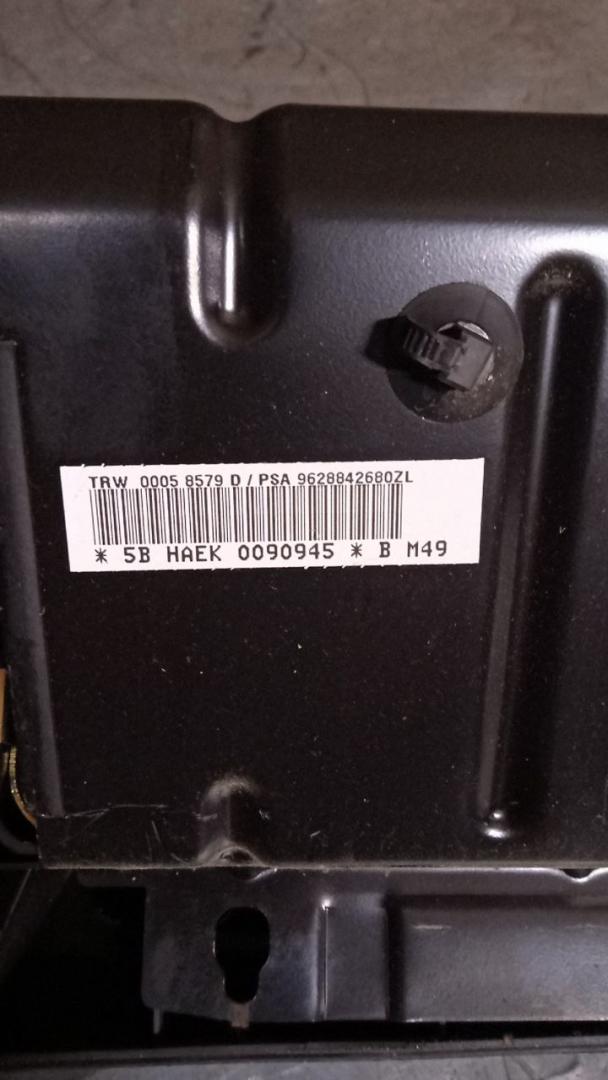 TRW 0005 8579 D / PSA 9628842680ZL
* 5B HAEK 0090945 * B M49